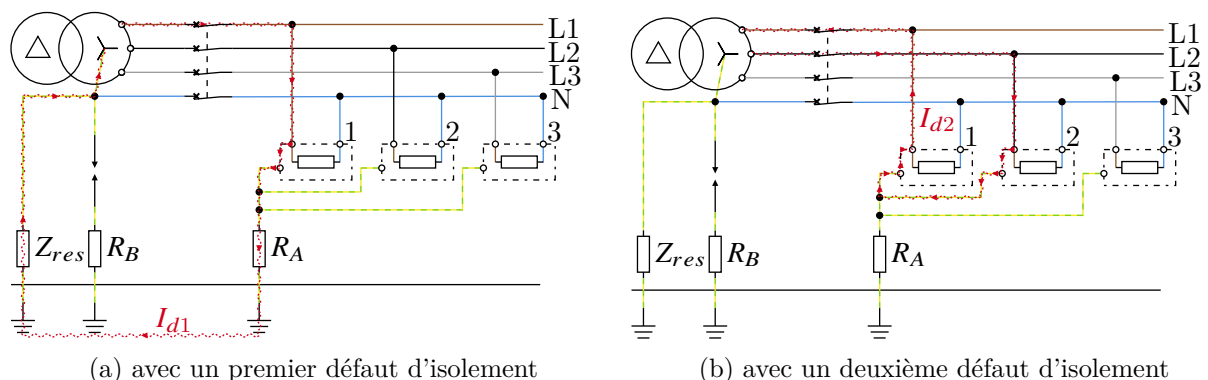 L1
L2
L3
N
1
2
3
Z_res
R_B
R_A
I_d1
(a) avec un premier défaut d'isolement
L1
L2
L3
N
I_d2
1
2
3
Z_res
R_B
R_A
(b) avec un deuxième défaut d'isolement